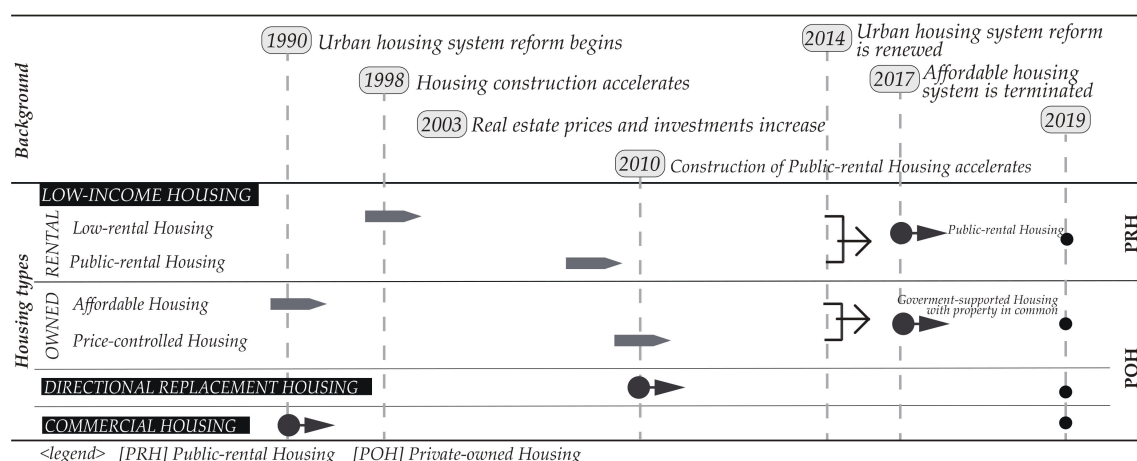 1990 Urban housing system reform begins
2014 Urban housing system reform
is renewed
1998 Housing construction accelerates
2017 Affordable housing
system is terminated
2003 Real estate prices and investments increase
2019
2010 Construction of Public-rental Housing accelerates
Background
LOW-INCOME HOUSING
Housing types
RENTAL
Low-rental Housing
Public-rental Housing
Public-rental Housing
PRH
OWNED
Affordable Housing
Price-controlled Housing
Goverment-supported Housing
with property in common
POH
DIRECTIONAL REPLACEMENT HOUSING
COMMERCIAL HOUSING
<legend> [PRH] Public-rental Housing [POH] Private-owned Housing